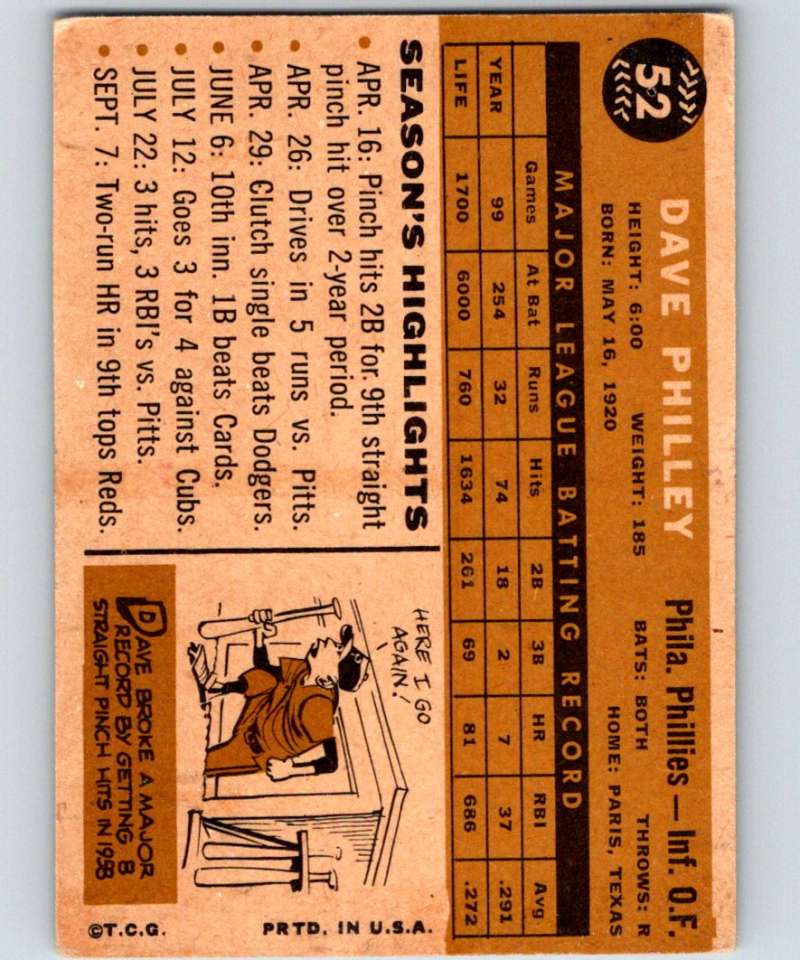 52
DAVE PHILLEY Phila. Phillies — Inf. O.F.
HEIGHT: 6:00 WEIGHT: 185 BATS: BOTH THROWS: R
BORN: MAY 16, 1920 HOME: PARIS, TEXAS
MAJOR LEAGUE BATTING RECORD
Games At Bat Runs Hits 2B 3B HR RBI Avg.
YEAR 99 254 32 74 18 2 7 37 .291
LIFE 1700 6000 760 1634 261 69 81 686 .272
SEASON'S HIGHLIGHTS
• APR. 16: Pinch hits 2B for 9th straight
pinch hit over 2-year period.
• APR. 26: Drives in 5 runs vs. Pitts.
• APR. 29: Clutch single beats Dodgers.
• JUNE 6: 10th inn. 1B beats Cards.
• JULY 12: Goes 3 for 4 against Cubs.
• JULY 22: 3 hits, 3 RBI's vs. Pitts.
• SEPT. 7: Two-run HR in 9th tops Reds.
HERE I GO
AGAIN!
DAVE BROKE A MAJOR
RECORD BY GETTING 8
STRAIGHT PINCH HITS IN 1958
©T.C.G. PRTD. IN U.S.A.